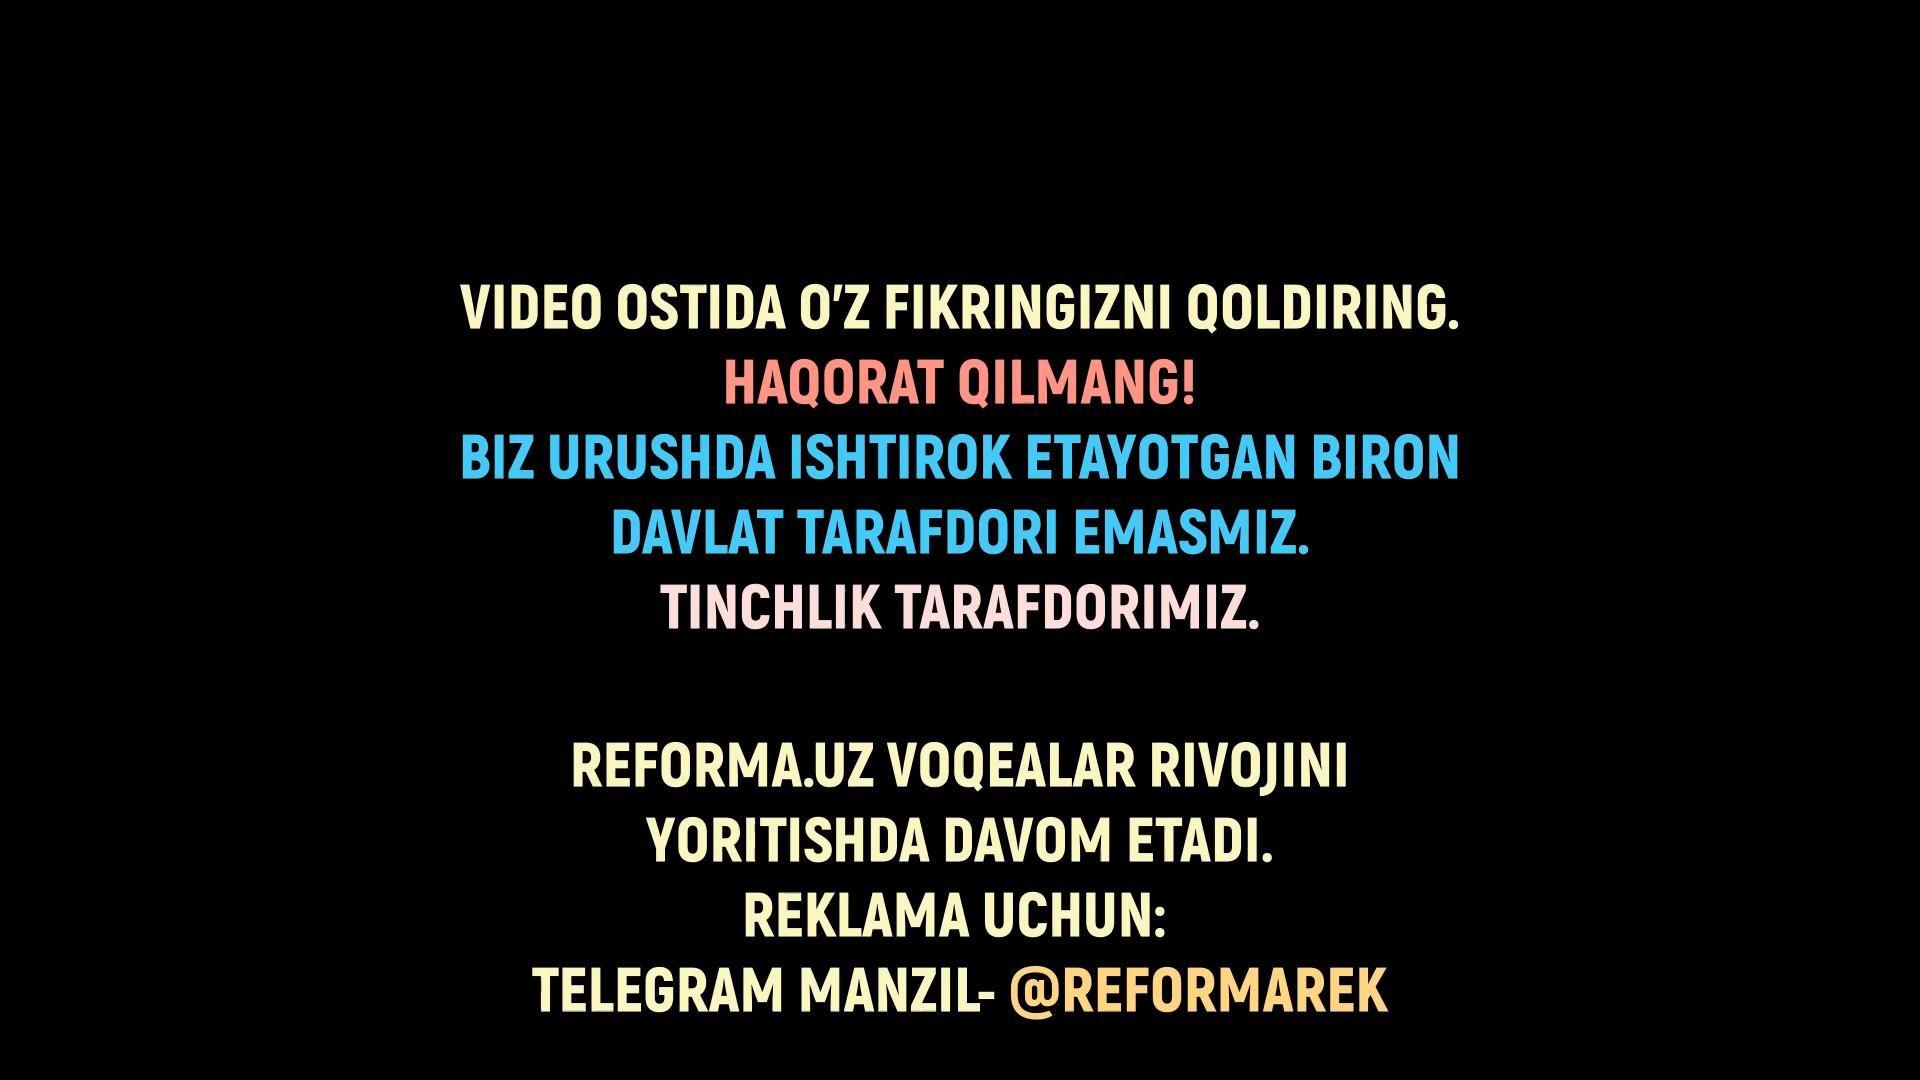 VIDEO OSTIDA O'Z FIKRINGIZNI QOLDIRING.
HAQORAT QILMANG!
BIZ URUSHDA ISHTIROK ETAYOTGAN BIRON
DAVLAT TARAFDORI EMASMIZ.
TINCHLIK TARAFDORIMIZ.
REFORMA.UZ VOQEALAR RIVOJINI
YORITISHDA DAVOM ETADI.
REKLAMA UCHUN:
TELEGRAM MANZIL- @REFORMAREK